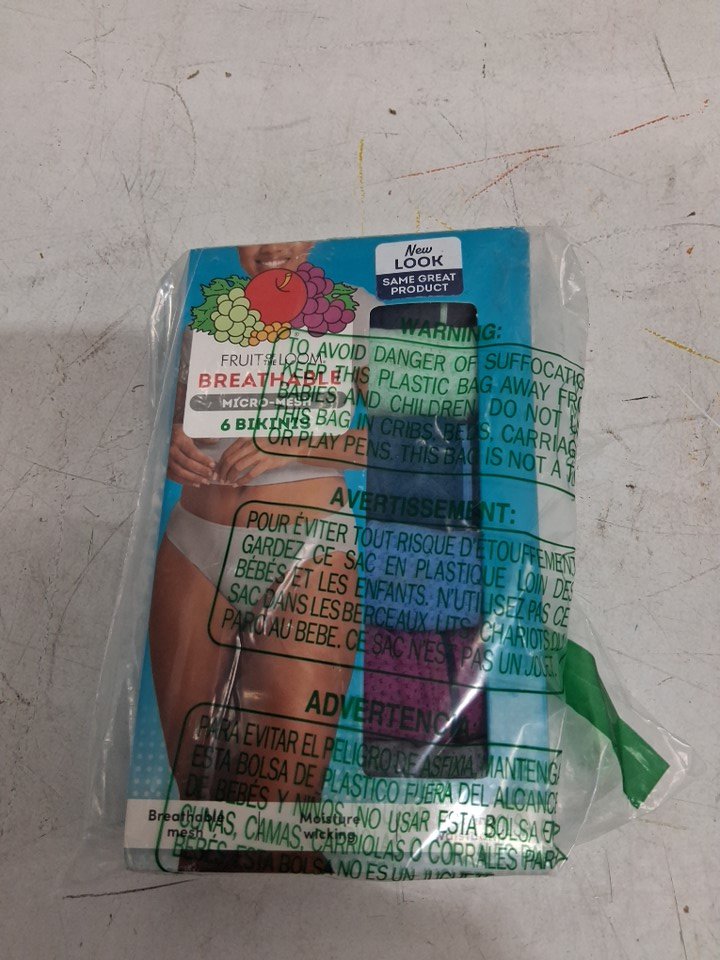 New
LOOK
SAME GREAT
PRODUCT
FRUIT OF THE LOOM
BREATHABLE
MICRO-MESH
6 BIKINIS
WARNING:
TO AVOID DANGER OF SUFFOCATIO
KEEP THIS PLASTIC BAG AWAY FR
BABIES AND CHILDREN. DO NOT
THIS BAG IN CRIBS, BEDS, CARRIAG
OR PLAY PENS. THIS BAG IS NOT A
AVERTISSEMENT:
POUR ÉVITER TOUT RISQUE D'ÉTOUFFEMEN
GARDEZ CE SAC EN PLASTIQUE LOIN DES
BÉBÉS ET LES ENFANTS. N'UTILISEZ PAS CE
SAC DANS LES BERCEAUX, LITS, CHARIOTS
PARC AU BEBE. CE SAC N'EST PAS UN JOUET.
ADVERTENCIA:
PARA EVITAR EL PELIGRO DE ASFIXIA, MANTENGA
ESTA BOLSA DE PLASTICO FUERA DEL ALCANC
DE BEBÉS Y NIÑOS. NO USAR ESTA BOLSA EN
CUNAS, CAMAS, CARRIOLAS O CORRALES PARA
BEBÉS. ESTA BOLSA NO ES UN JUGUETE
Breathable
mesh
Moisture
wicking